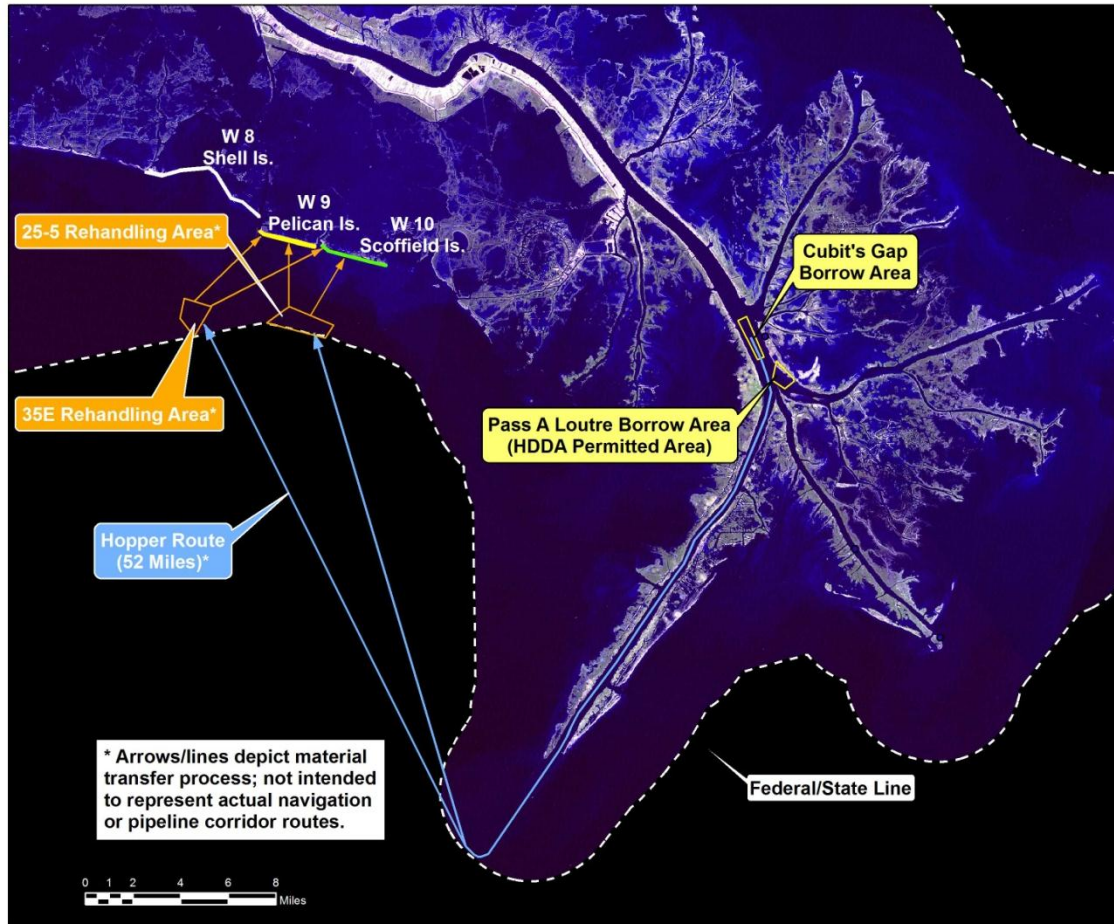 W 8
Shell Is.
W 9
Pelican Is.
W 10
Scoffield Is.
25-5 Rehandling Area*
Cubit's Gap
Borrow Area
35E Rehandling Area*
Pass A Loutre Borrow Area
(HDDA Permitted Area)
Hopper Route
(52 Miles)*
* Arrows/lines depict material
transfer process; not intended
to represent actual navigation
or pipeline corridor routes.
Federal/State Line
0 1 2 4 6 8
Miles